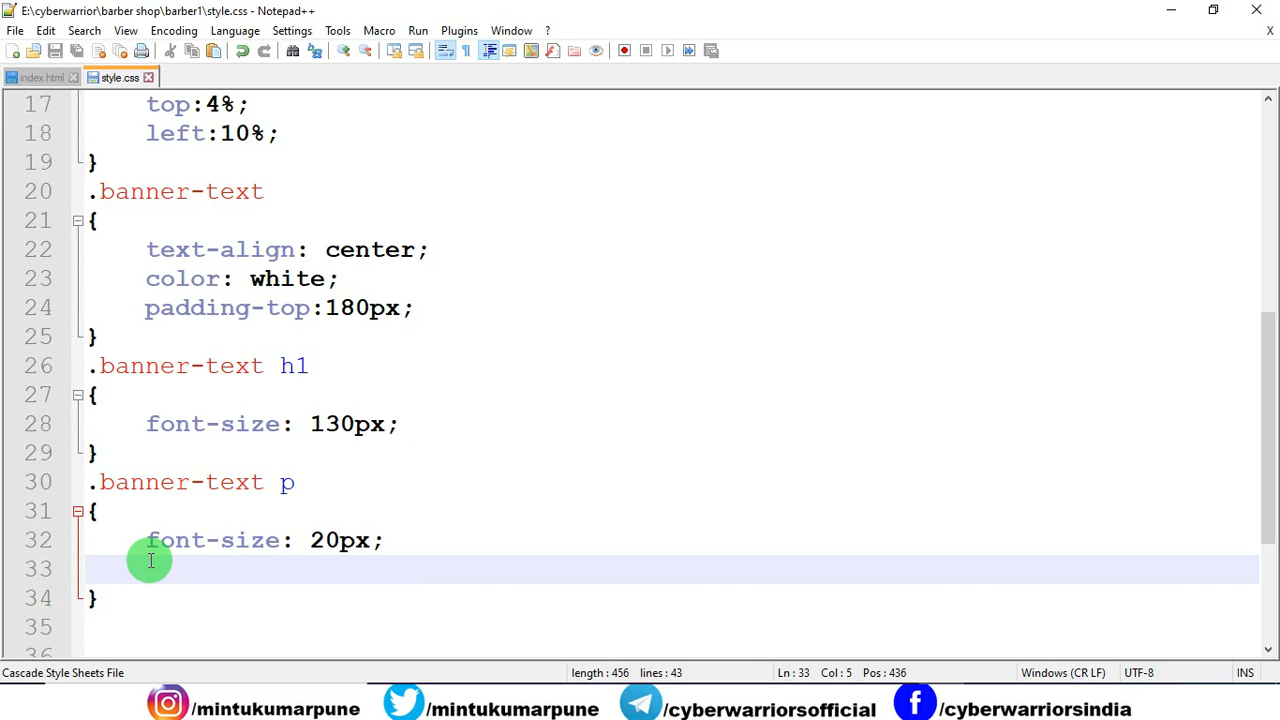 E:\cyberwarrior\barber shop\barber1\style.css - Notepad++
File Edit Search View Encoding Language Settings Tools Macro Run Plugins Window ? X
index.html style.css
17 top:4%;
18 left:10%;
19 }
20 .banner-text
21 {
22 text-align: center;
23 color: white;
24 padding-top:180px;
25 }
26 .banner-text h1
27 {
28 font-size: 130px;
29 }
30 .banner-text p
31 {
32 font-size: 20px;
33
34 }
35
36
Cascade Style Sheets File length : 456 lines : 43 Ln : 33 Col : 5 Pos : 436 Windows (CR LF) UTF-8 INS
/mintukumarpune /mintukumarpune /cyberwarriorsofficial /cyberwarriorsindia